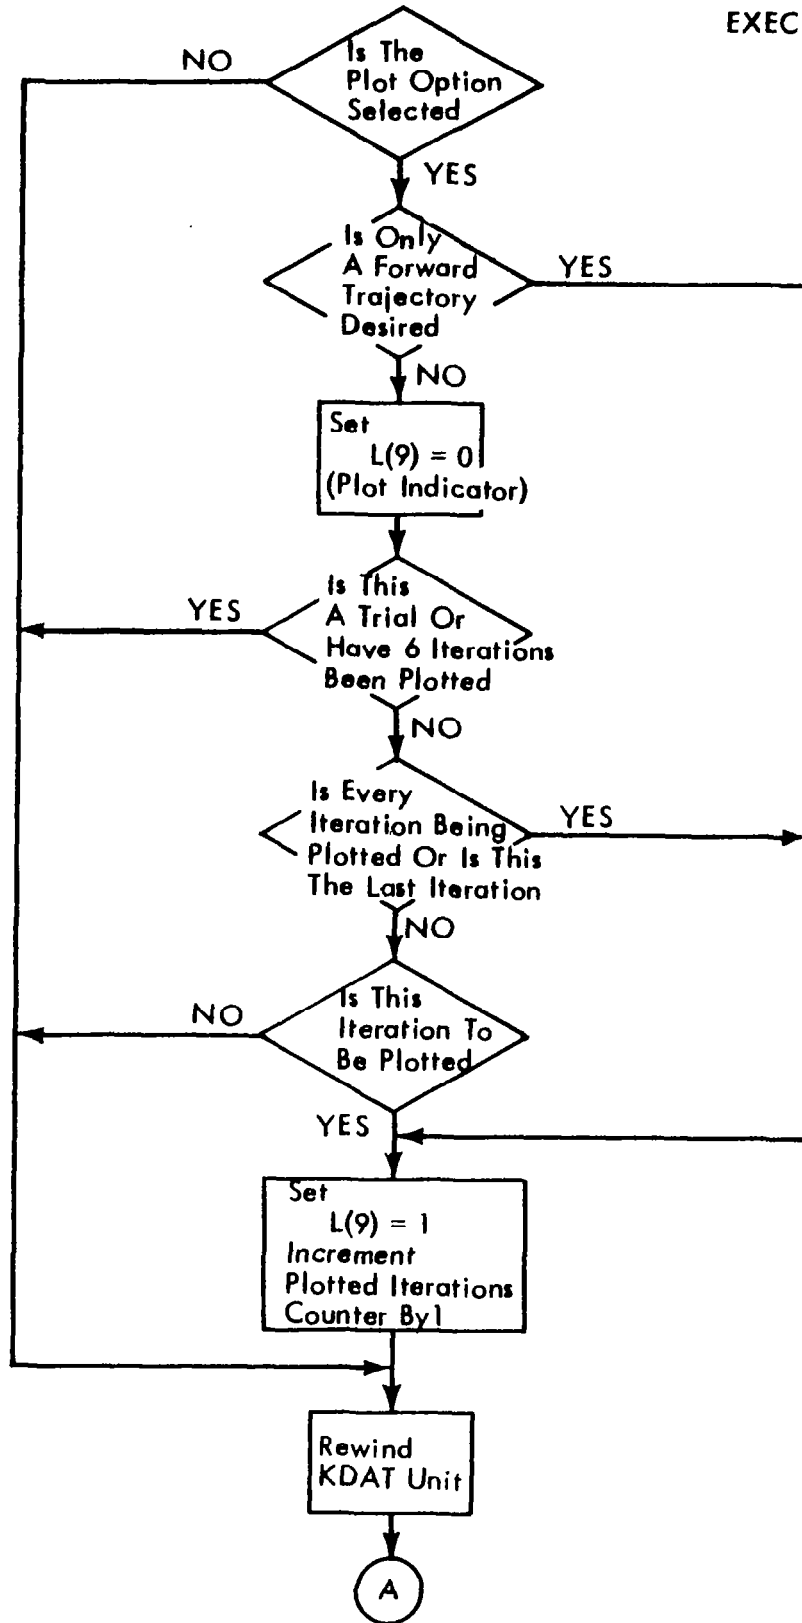 EXEC
Is The
Plot Option
Selected
NO
YES
Is Only
A Forward
Trajectory
Desired
YES
NO
Set
L(9) = 0
(Plot Indicator)
Is This
A Trial Or
Have 6 Iterations
Been Plotted
YES
NO
Is Every
Iteration Being
Plotted Or Is This
The Last Iteration
YES
NO
Is This
Iteration To
Be Plotted
NO
YES
Set
L(9) = 1
Increment
Plotted Iterations
Counter By 1
Rewind
KDAT Unit
A